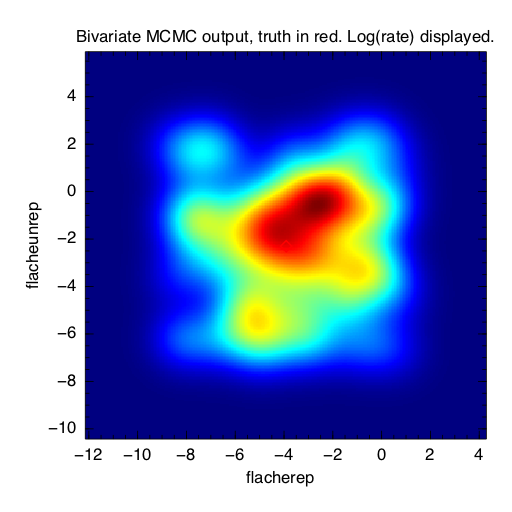 Bivariate MCMC output, truth in red. Log(rate) displayed.
4
2
0
−2
−4
−6
−8
−10
flacheunrep
−12 −10 −8 −6 −4 −2 0 2 4
flacherep